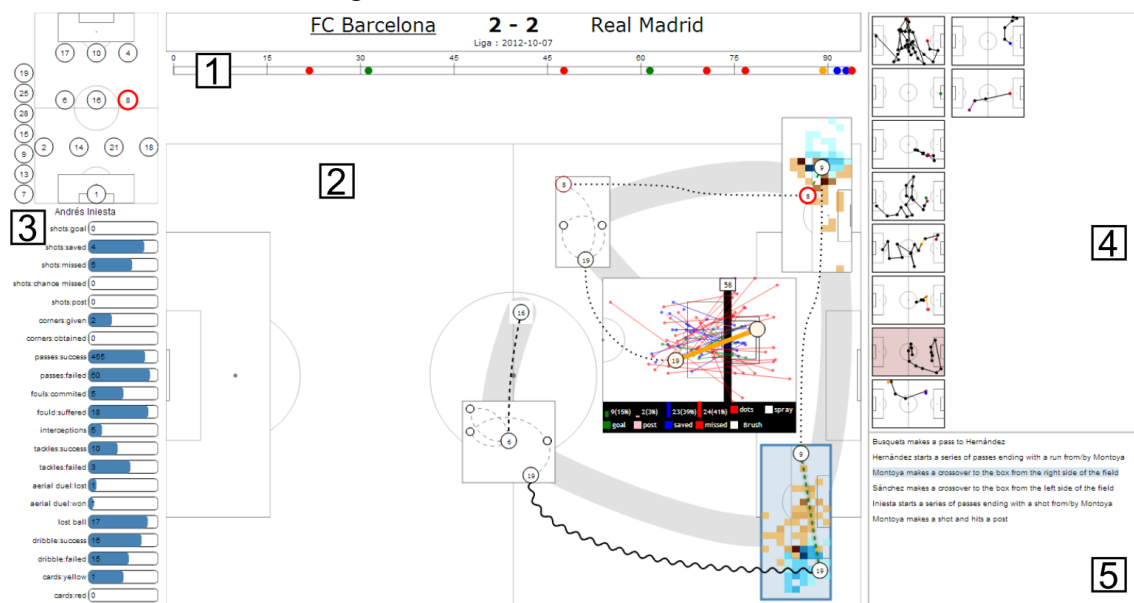 FC Barcelona 2 - 2 Real Madrid
Liga : 2012-10-07
0 15 30 45 45 60 75 90
1
17 10 4
19
25
6 16 8
28
15
2 14 21 18
9
13
7
1
3
Andrés Iniesta
shots:goal 0
shots:saved 4
shots:missed 6
shots:chance missed 0
shots:post 0
corners:given 2
corners:obtained 0
passes:success 466
passes:failed 60
fouls:commited 5
fould:suffered 18
interceptions 5
tackles:success 10
tackles:failed 3
aerial duel:lost 1
aerial duel:won
lost ball 17
dribble:success 16
dribble:failed 15
cards:yellow 1
cards:red 0
2
9
8 8
19
58
16
19
9(15%) 2(3%) 23(39%) 24(41%) dots spray
goal post saved missed Brush
6
19
9
19
4
Busquets makes a pass to Hernández
Hernández starts a series of passes ending with a run from/by Montoya
Montoya makes a crossover to the box from the right side of the field
Sánchez makes a crossover to the box from the left side of the field
Iniesta starts a series of passes ending with a shot from/by Montoya
Montoya makes a shot and hits a post
5